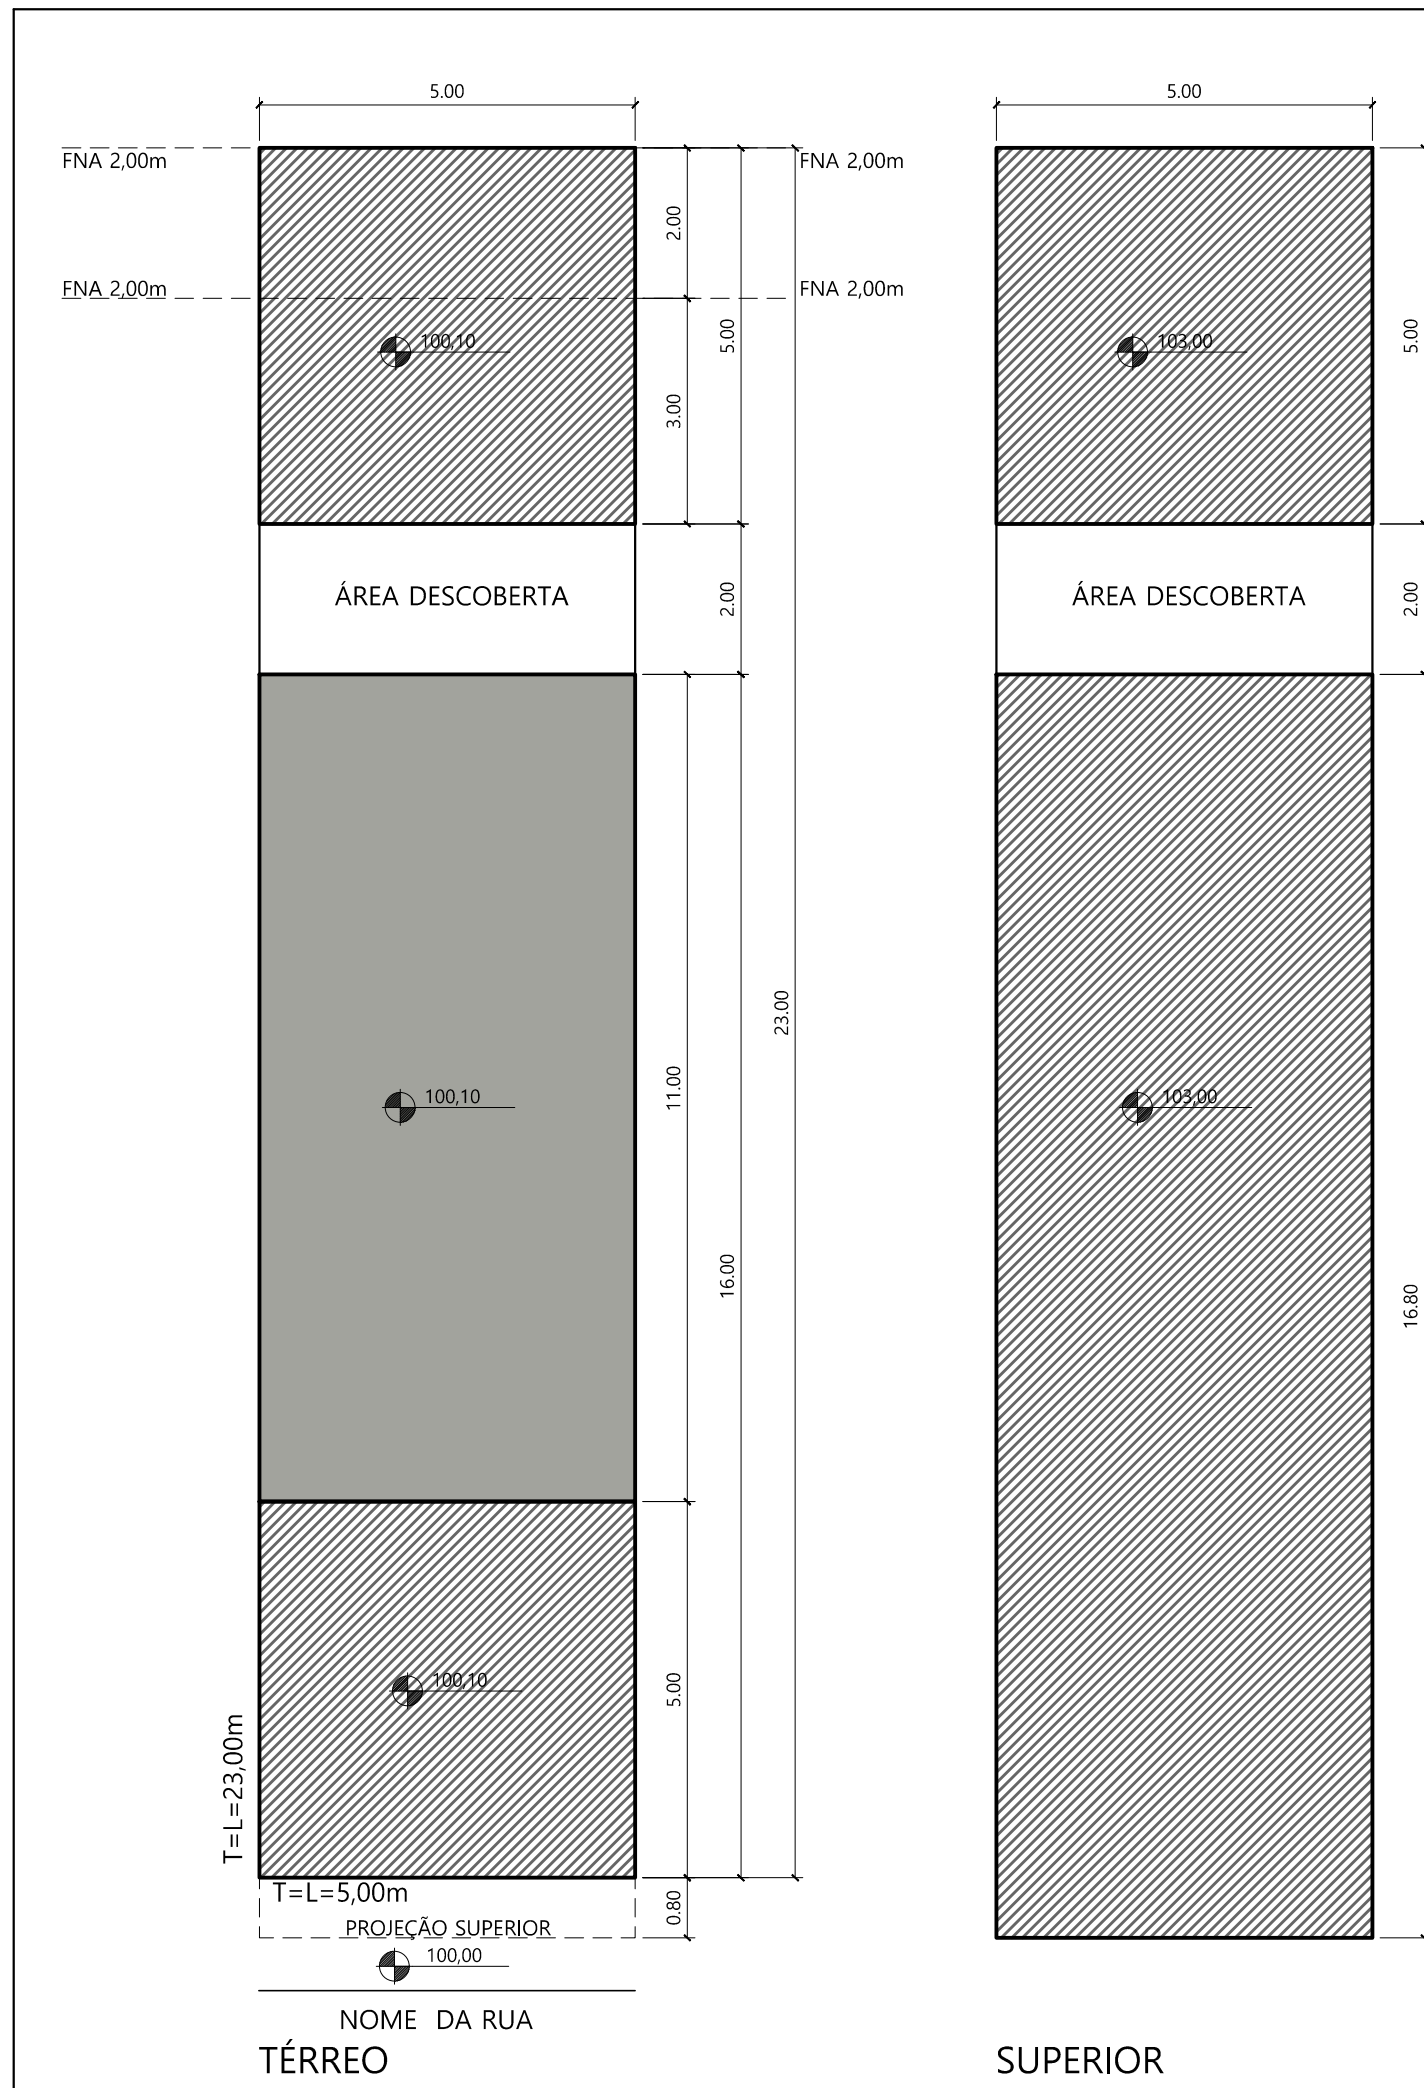 5.00
5.00
FNA 2,00m
FNA 2,00m
2.00
FNA 2,00m
FNA 2,00m
100,10
5.00
103,00
5.00
3.00
ÁREA DESCOBERTA
2.00
ÁREA DESCOBERTA
2.00
23.00
100,10
11.00
103,00
16.00
16.80
100,10
5.00
T=L=23,00m
T=L=5,00m
0.80
PROJEÇÃO SUPERIOR
100,00
NOME DA RUA
TÉRREO
SUPERIOR